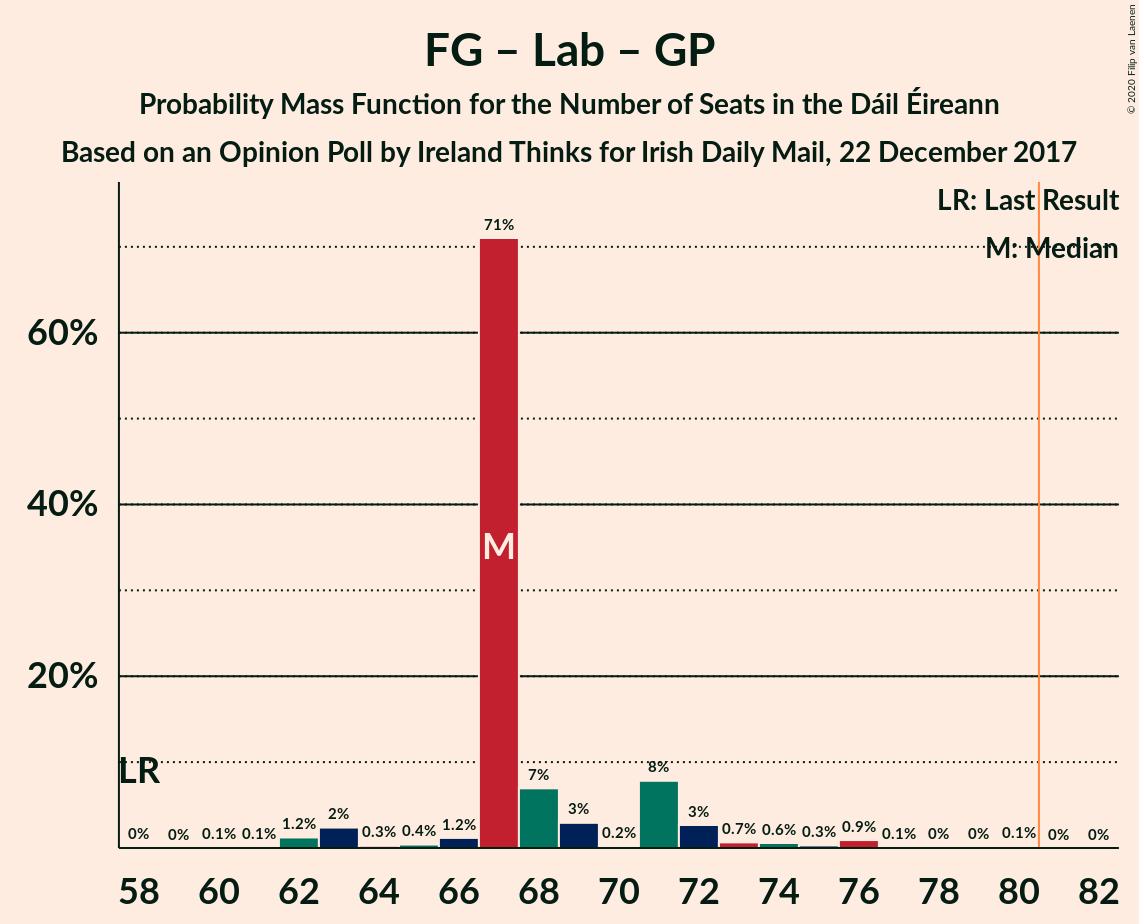 FG – Lab – GP
Probability Mass Function for the Number of Seats in the Dáil Éireann
Based on an Opinion Poll by Ireland Thinks for Irish Daily Mail, 22 December 2017
© 2020 Filip van Laenen
LR: Last Result
M: Median
60%
40%
20%
LR
M
0% 0% 0.1% 0.1% 1.2% 2% 0.3% 0.4% 1.2% 71% 7% 3% 0.2% 8% 3% 0.7% 0.6% 0.3% 0.9% 0.1% 0% 0% 0.1% 0% 0%
58 60 62 64 66 68 70 72 74 76 78 80 82